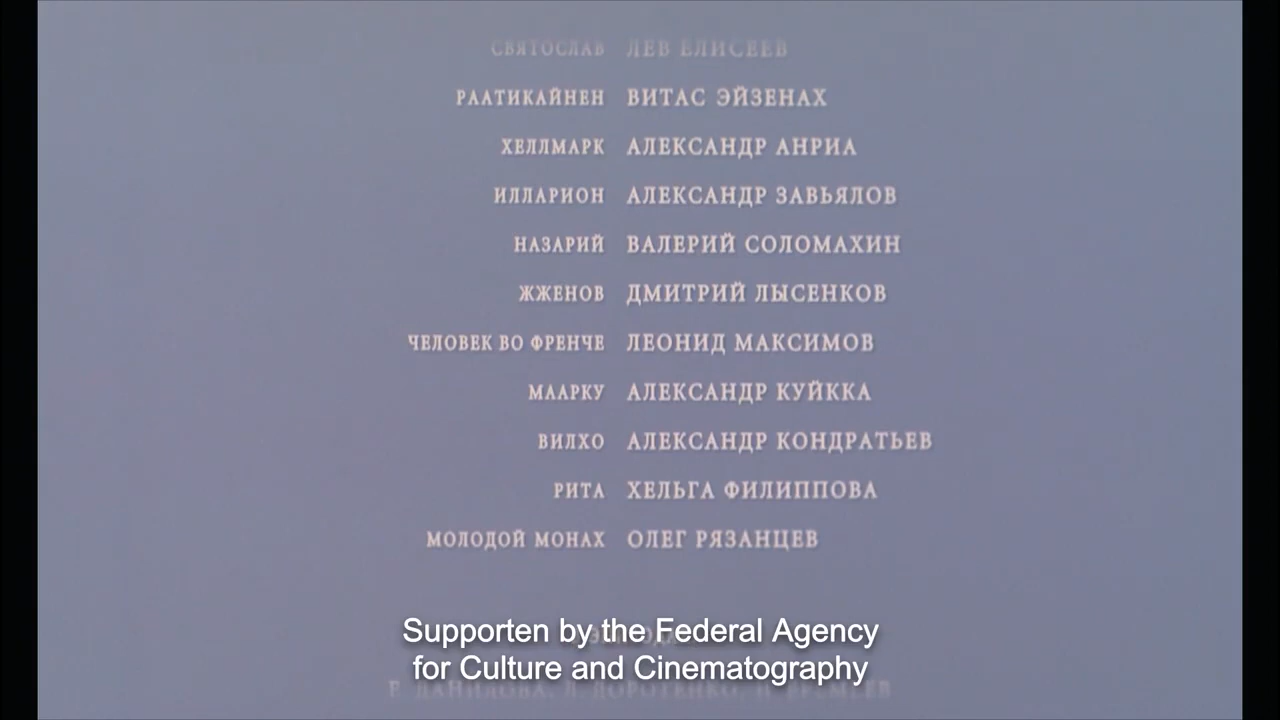 СВЯТОСЛАВ ЛЕВ ЕЛИСЕЕВ
РААТИКАЙНЕН ВИТАС ЭЙЗЕНАХ
ХЕЛЛМАРК АЛЕКСАНДР АНРИА
ИЛЛАРИОН АЛЕКСАНДР ЗАВЬЯЛОВ
НАЗАРИЙ ВАЛЕРИЙ СОЛОМАХИН
ЖЖЕНОВ ДМИТРИЙ ЛЫСЕНКОВ
ЧЕЛОВЕК ВО ФРЕНЧЕ ЛЕОНИД МАКСИМОВ
МААРКУ АЛЕКСАНДР КУЙККА
ВИЛХО АЛЕКСАНДР КОНДРАТЬЕВ
РИТА ХЕЛЬГА ФИЛИППОВА
МОЛОДОЙ МОНАХ ОЛЕГ РЯЗАНЦЕВ
Supporten by the Federal Agency
for Culture and Cinematography